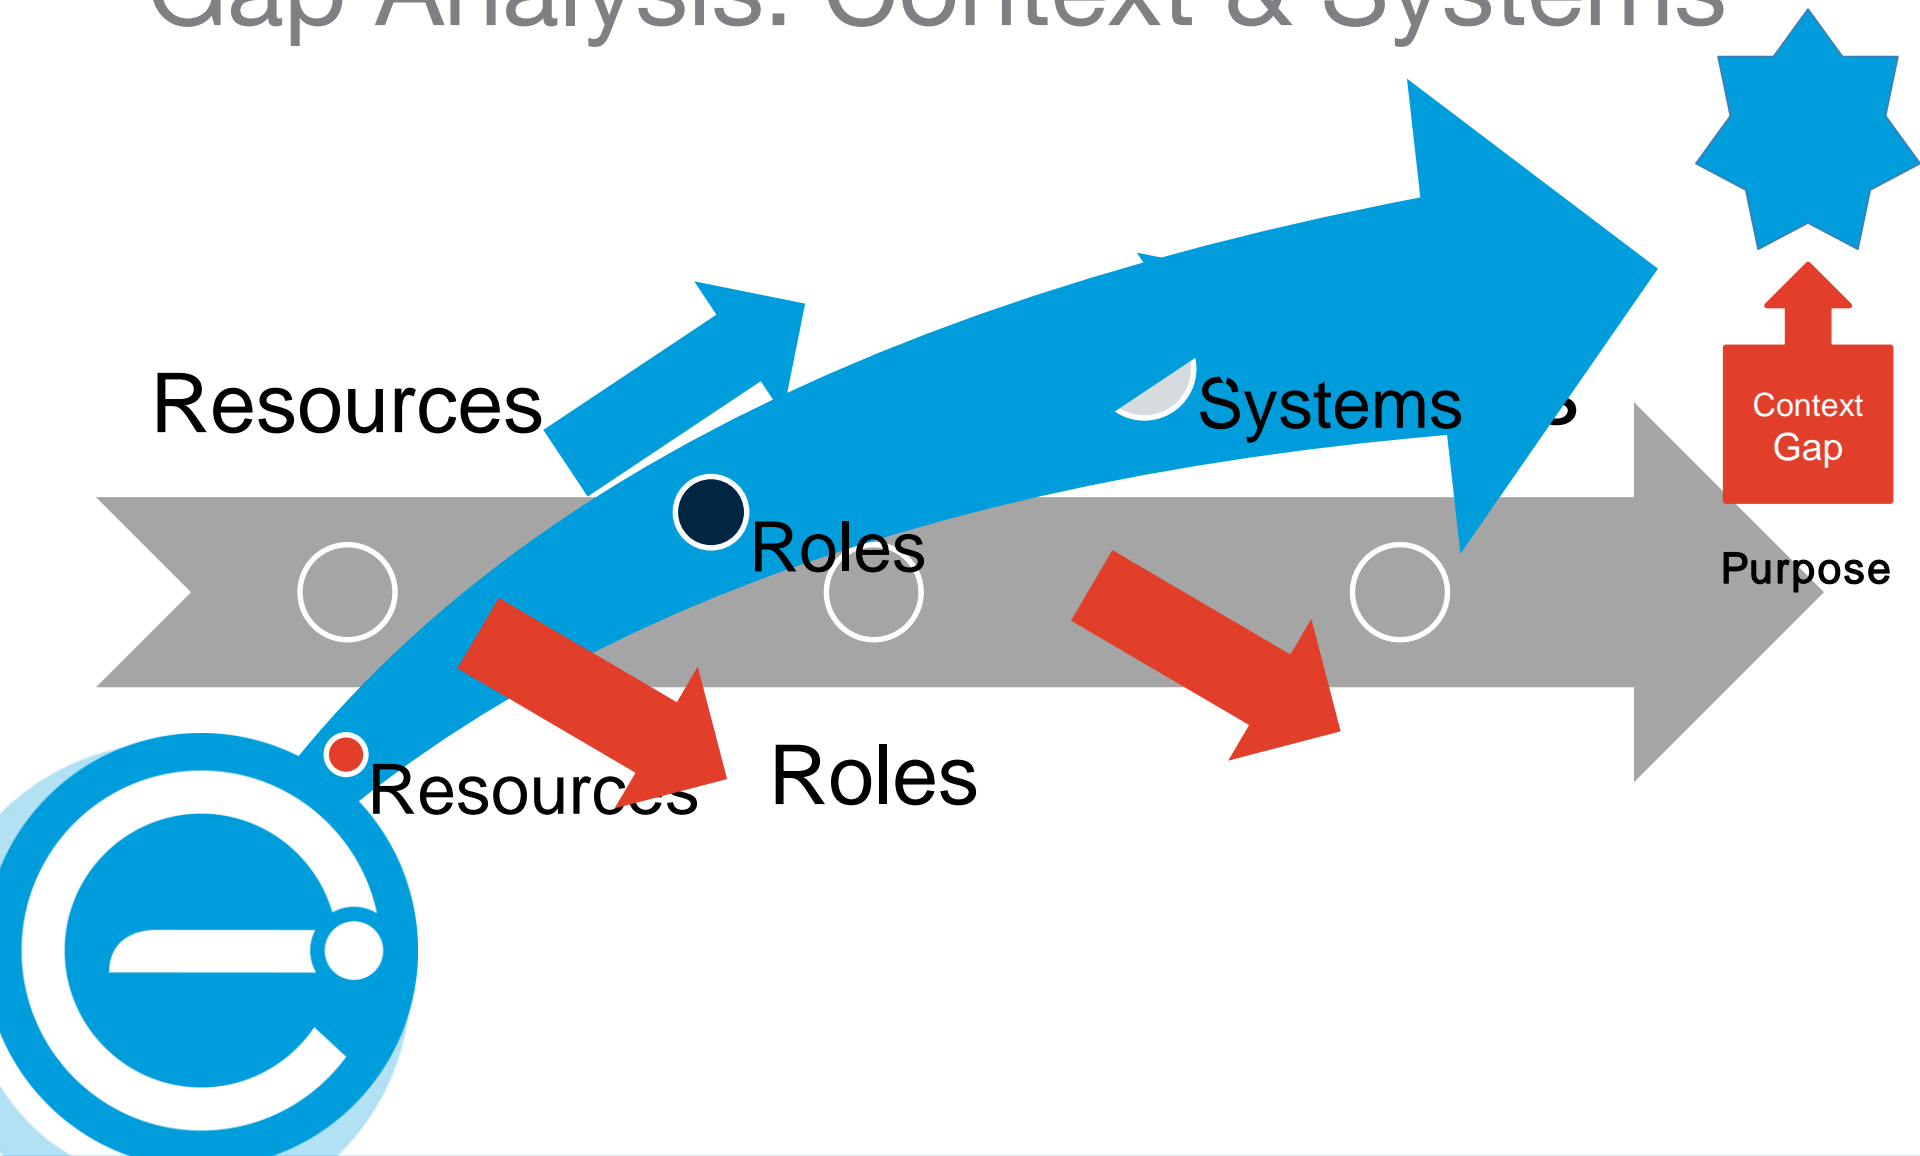 Gap Analysis: Context & Systems
Resources
Systems
Context
Gap
Roles
Purpose
Resources
Roles